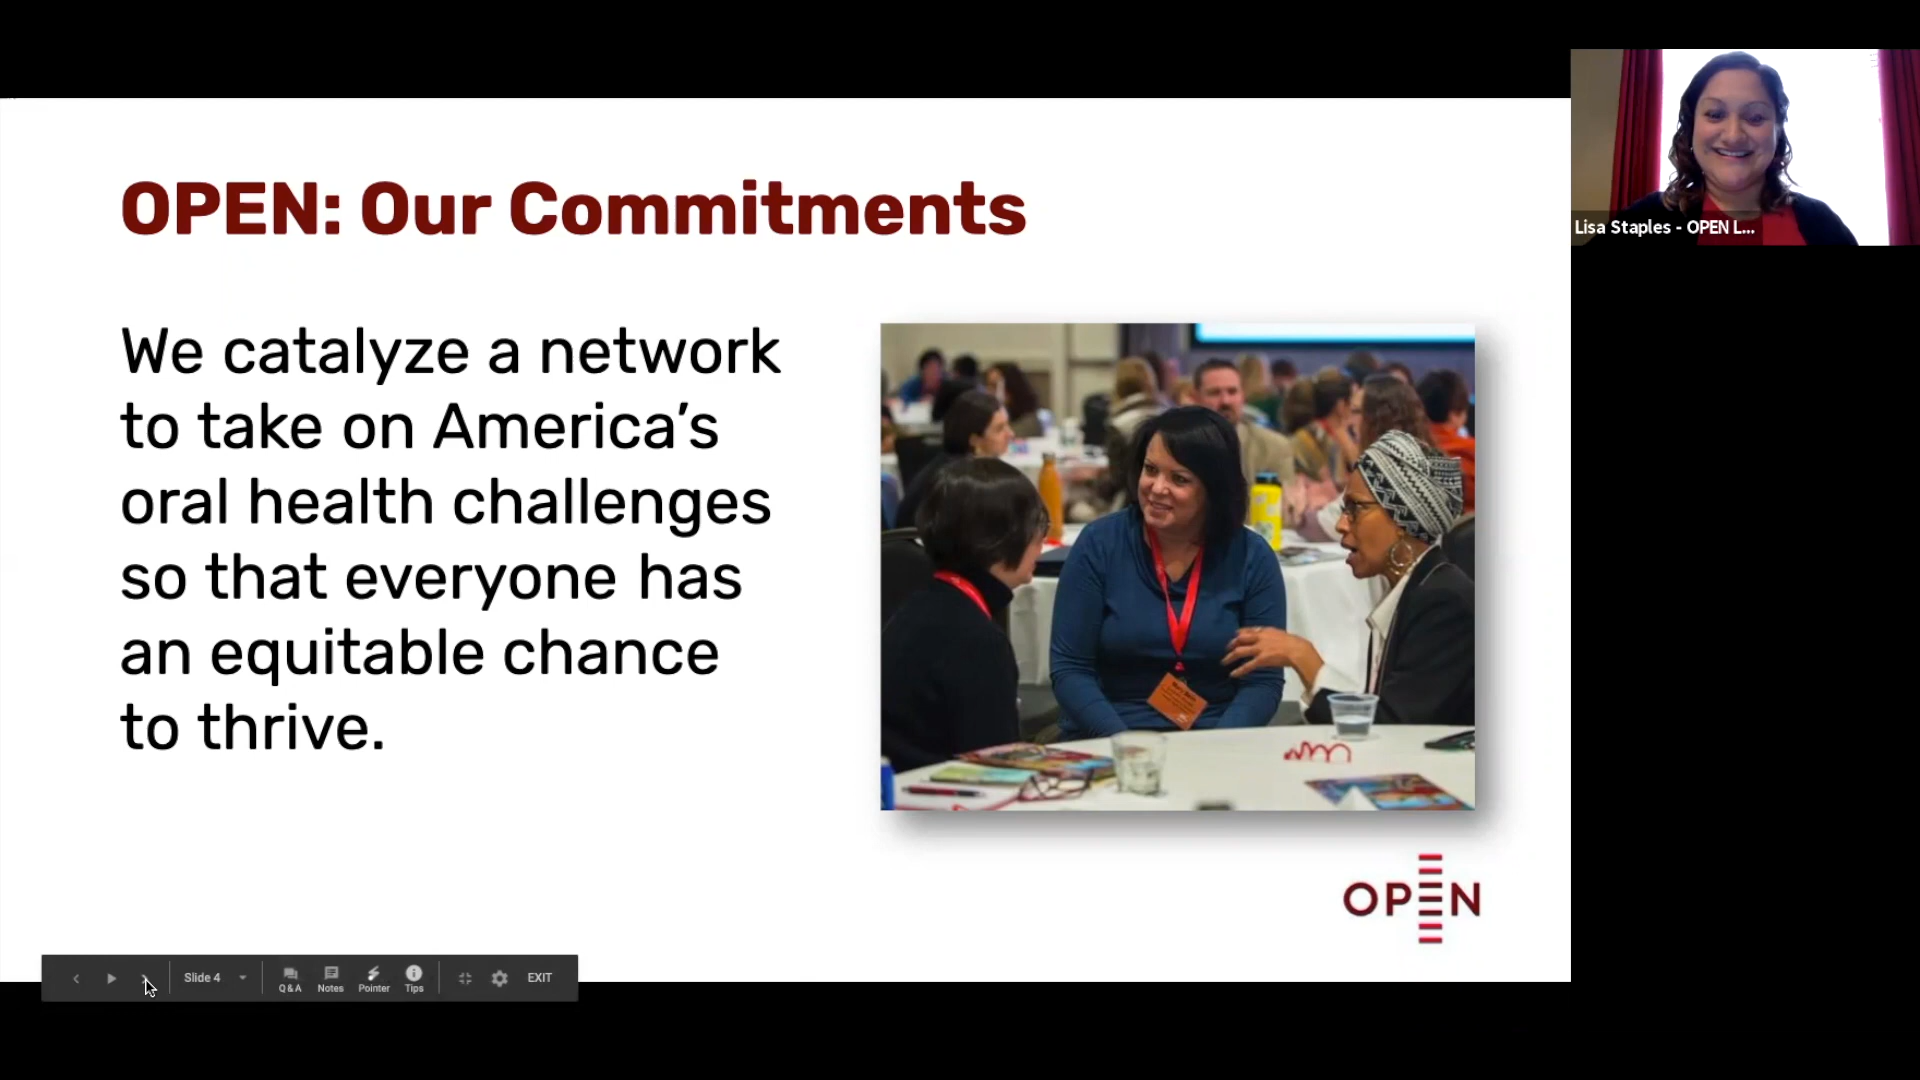 OPEN: Our Commitments
We catalyze a network
to take on America's
oral health challenges
so that everyone has
an equitable chance
to thrive.
OPEN
Lisa Staples - OPEN L...
Slide 4
Q&A
Notes
Pointer
Tips
EXIT